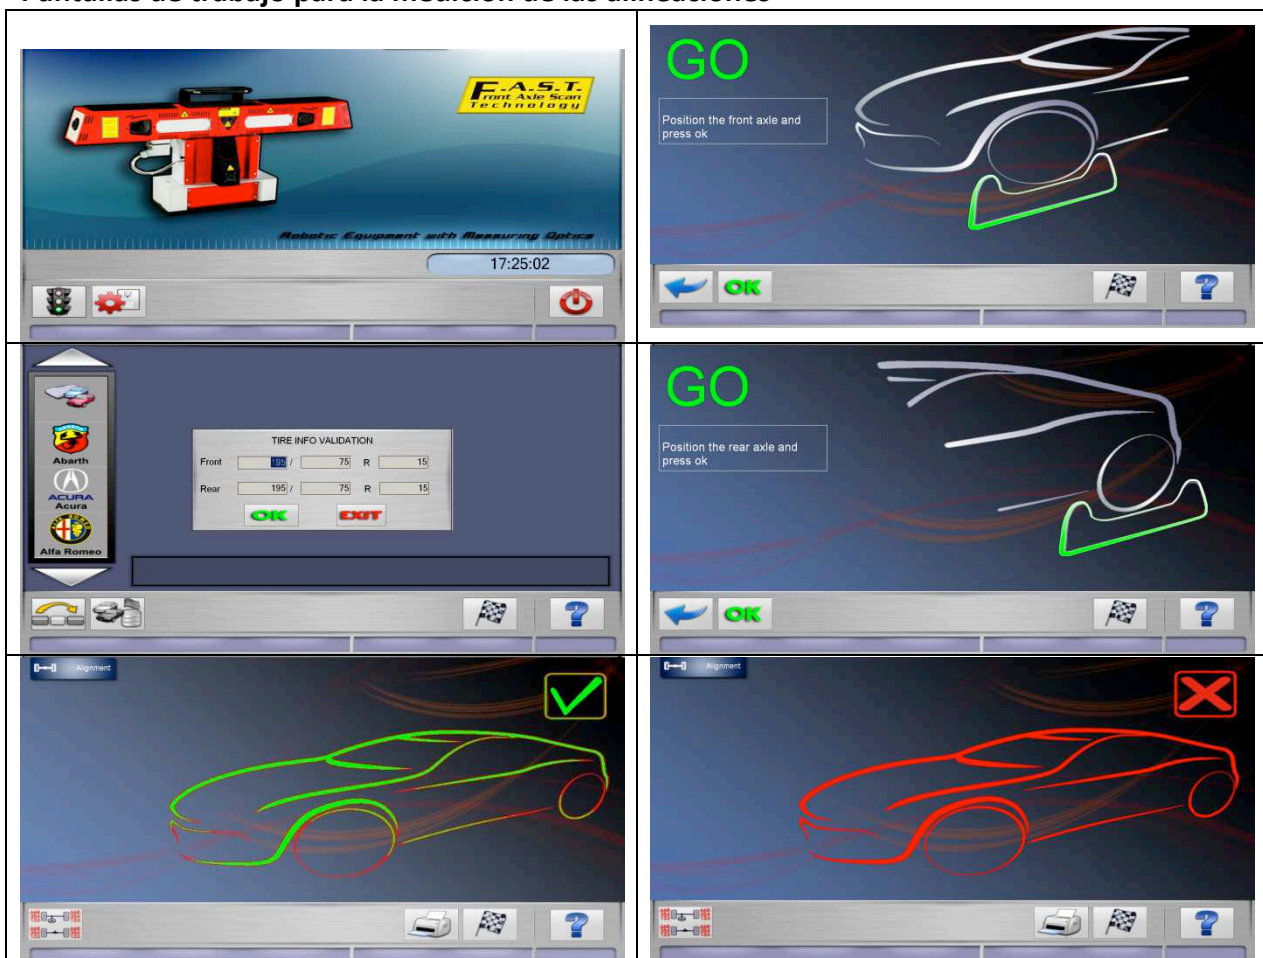 Pantallas de trabajo para la medición de las alineaciones
F.A.S.T.
Front Axle Scan
Technology
Robotic Equipment with Measuring Optics
17:25:02
GO
Position the front axle and
press ok
OK
?
Abarth
ACURA
Acura
Alfa Romeo
TIRE INFO VALIDATION
Front 195 / 75 R 15
Rear 195 / 75 R 15
OK EXIT
?
GO
Position the rear axle and
press ok
OK
?
Alignment
?
Alignment
?